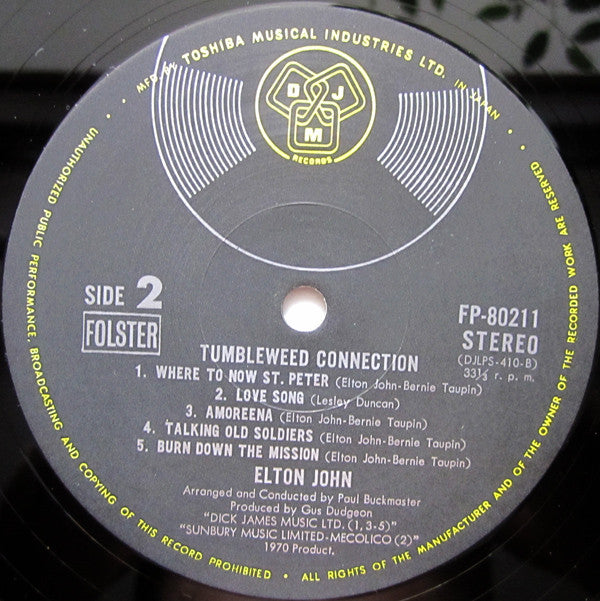 MFD. BY TOSHIBA MUSICAL INDUSTRIES LTD. IN JAPAN •
DJM
RECORDS
SIDE 2
FOLSTER
FP-80211
STEREO
(DJLPS-410-B)
33⅓ r. p. m.
TUMBLEWEED CONNECTION
1. WHERE TO NOW ST. PETER (Elton John-Bernie Taupin)
2. LOVE SONG (Lesley Duncan)
3. AMOREENA (Elton John-Bernie Taupin)
4. TALKING OLD SOLDIERS (Elton John-Bernie Taupin)
5. BURN DOWN THE MISSION (Elton John-Bernie Taupin)
ELTON JOHN
Arranged and Conducted by Paul Buckmaster
Produced by Gus Dudgeon
"DICK JAMES MUSIC LTD. (1, 3-5)"
"SUNBURY MUSIC LIMITED-MECOLICO (2)"
1970 Product.
• UNAUTHORIZED PUBLIC PERFORMANCE, BROADCASTING AND COPYING OF THIS RECORD PROHIBITED • ALL RIGHTS OF THE MANUFACTURER AND OF THE OWNER OF THE RECORDED WORK ARE RESERVED •